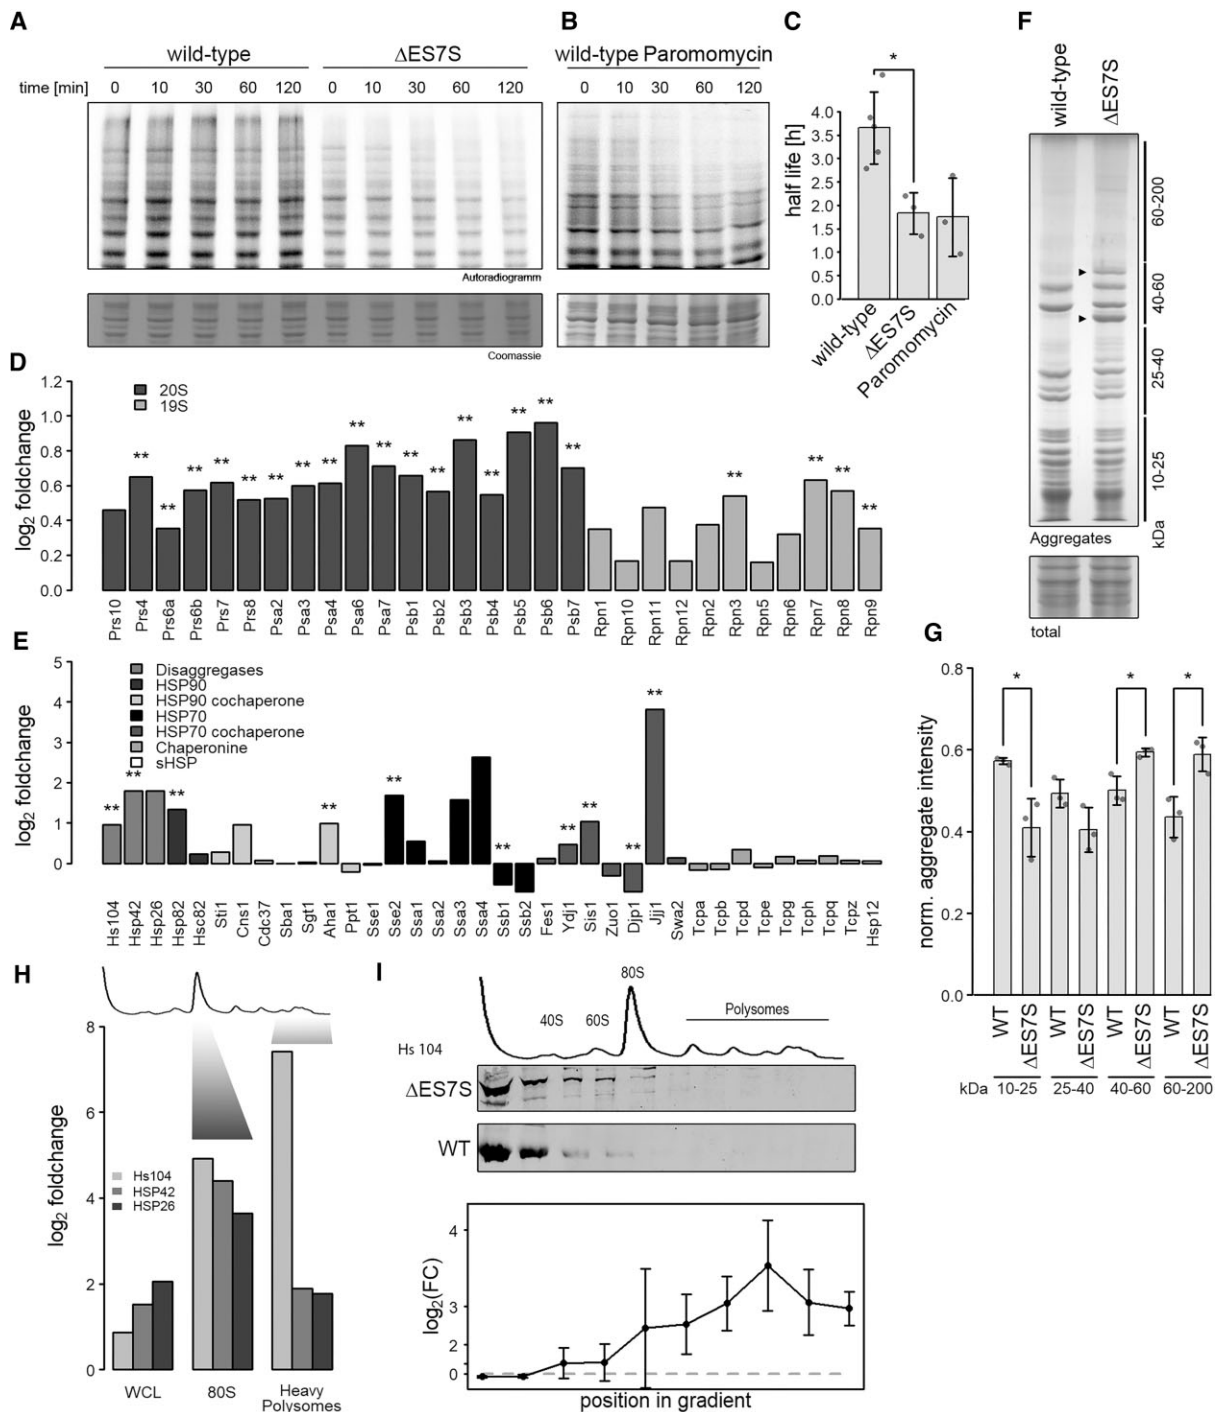 A
wild-type ΔES7S
time [min] 0 10 30 60 120 0 10 30 60 120
Autoradiogramm
Coomassie
B
wild-type Paromomycin
0 10 30 60 120
C
half life [h]
4.0
3.5
3.0
2.5
2.0
1.5
1.0
0.5
0.0
*
wild-type
ΔES7S
Paromomycin
D
log2 foldchange
1.2
1.0
0.8
0.6
0.4
0.2
0.0
20S
19S
** ** ** ** ** ** ** ** ** ** ** ** ** ** ** ** ** ** ** ** **
Prs10 Prs4 Prs6a Prs6b Prs7 Prs8 Psa2 Psa3 Psa4 Psa6 Psa7 Psb1 Psb2 Psb3 Psb4 Psb5 Psb6 Psb7 Rpn1 Rpn10 Rpn11 Rpn12 Rpn2 Rpn3 Rpn5 Rpn6 Rpn7 Rpn8 Rpn9
E
log2 foldchange
5
4
3
2
1
0
Disaggregases
HSP90
HSP90 cochaperone
HSP70
HSP70 cochaperone
Chaperonine
sHSP
** ** ** ** ** ** ** ** ** **
Hs104 Hsp42 Hsp26 Hsp82 Hsc82 Sti1 Cns1 Cdc37 Sba1 Sgt1 Aha1 Ppt1 Sse1 Sse2 Ssa1 Ssa2 Ssa3 Ssa4 Ssb1 Ssb2 Fes1 Ydj1 Sis1 Zuo1 Djp1 Jjj1 Swa2 Tcpa Tcpb Tcpd Tcpe Tcpg Tcph Tcpq Tcpz Hsp12
F
wild-type
ΔES7S
60-200
40-60
25-40
10-25
kDa
Aggregates
total
G
norm. aggregate intensity
0.8
0.6
0.4
0.2
0.0
* * *
WT ΔES7S WT ΔES7S WT ΔES7S WT ΔES7S
kDa 10-25 25-40 40-60 60-200
H
log2 foldchange
8
6
4
2
0
Hs104
HSP42
HSP26
WCL 80S Heavy
Polysomes
I
80S
40S 60S Polysomes
Hs 104
ΔES7S
WT
log2(FC)
4
3
2
0
position in gradient